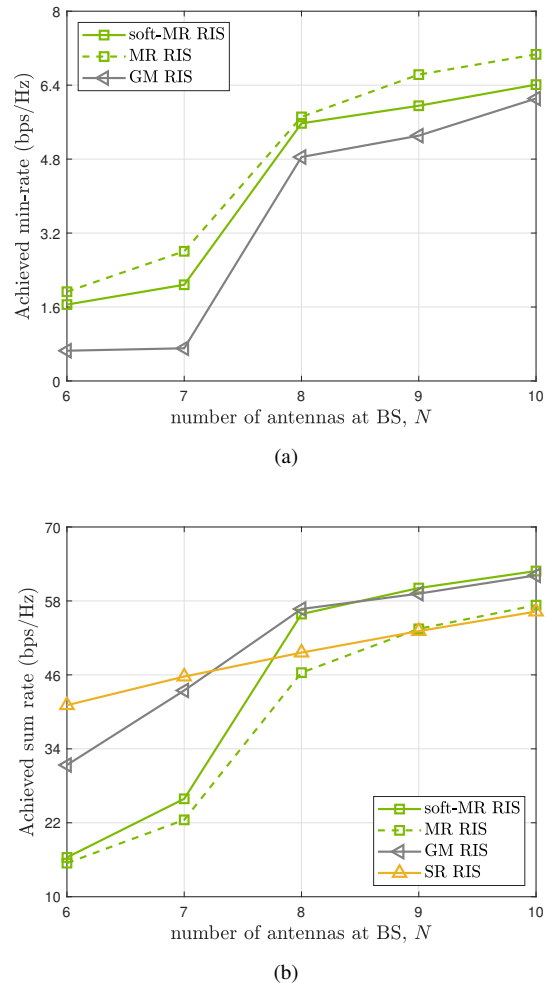 8
6.4
4.8
3.2
1.6
0
Achieved min-rate (bps/Hz)
soft-MR RIS
MR RIS
GM RIS
6 7 8 9 10
number of antennas at BS, N
(a)
70
58
46
34
22
10
Achieved sum rate (bps/Hz)
soft-MR RIS
MR RIS
GM RIS
SR RIS
6 7 8 9 10
number of antennas at BS, N
(b)